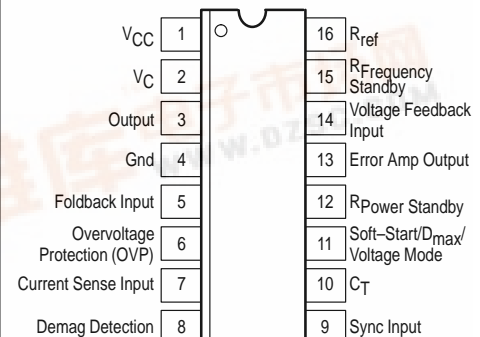 VCC 1
VC 2
Output 3
Gnd 4
Foldback Input 5
Overvoltage
Protection (OVP) 6
Current Sense Input 7
Demag Detection 8
16 Rref
15 RFrequency
Standby
14 Voltage Feedback
Input
13 Error Amp Output
12 RPower Standby
11 Soft–Start/Dmax/
Voltage Mode
10 CT
9 Sync Input